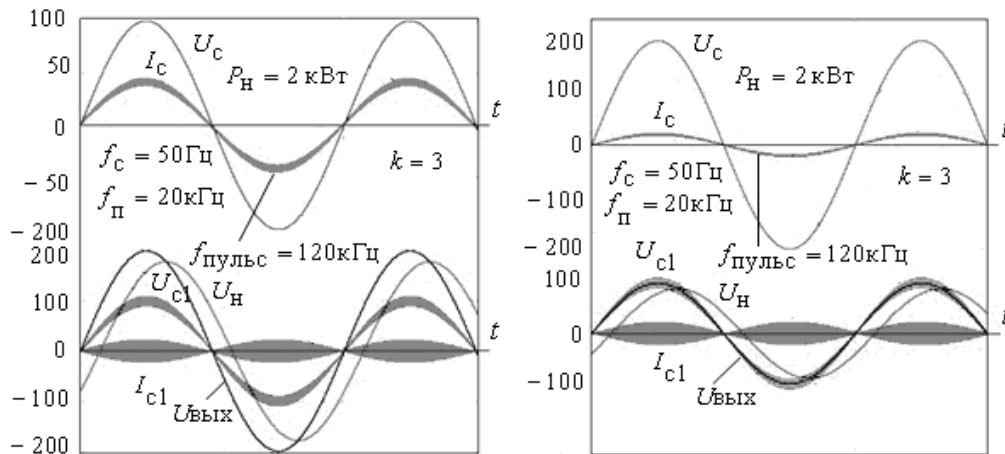 100
50
0
− 50
− 200
U_c
I_c
P_н = 2 кВт
t
f_c = 50Гц
k = 3
f_п = 20кГц
f_пульс = 120кГц
200
100
0
− 100
− 200
U_c1
U_н
t
I_c1
U_вых
200
100
0
−100
−200
U_c
P_н = 2 кВт
I_c
t
f_c = 50Гц
k = 3
f_п = 20кГц
f_пульс = 120кГц
100
0
−100
U_c1
U_н
t
I_c1
U_вых